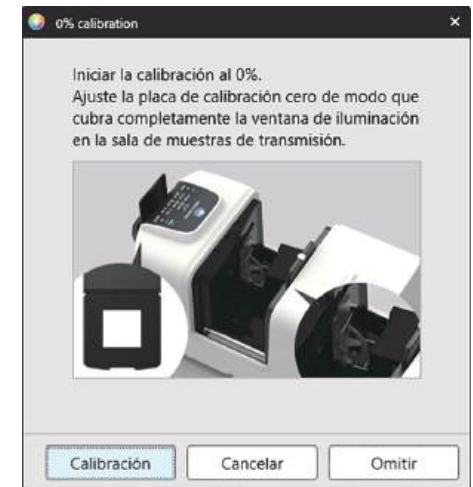 0% calibration
Iniciar la calibración al 0%.
Ajuste la placa de calibración cero de modo que
cubra completamente la ventana de iluminación
en la sala de muestras de transmisión.
Calibración
Cancelar
Omitir